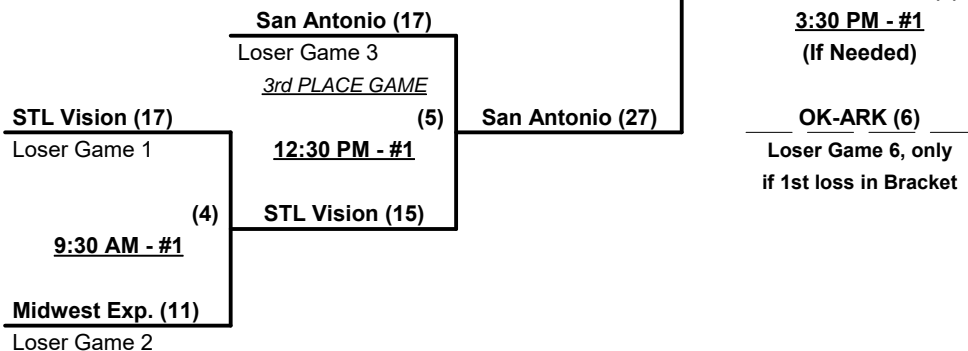 San Antonio (17)
Loser Game 3
3rd PLACE GAME
STL Vision (17)
Loser Game 1
(5)
12:30 PM - #1
San Antonio (27)
(4)
9:30 AM - #1
STL Vision (15)
Midwest Exp. (11)
Loser Game 2
3:30 PM - #1
(If Needed)
OK-ARK (6)
Loser Game 6, only
if 1st loss in Bracket